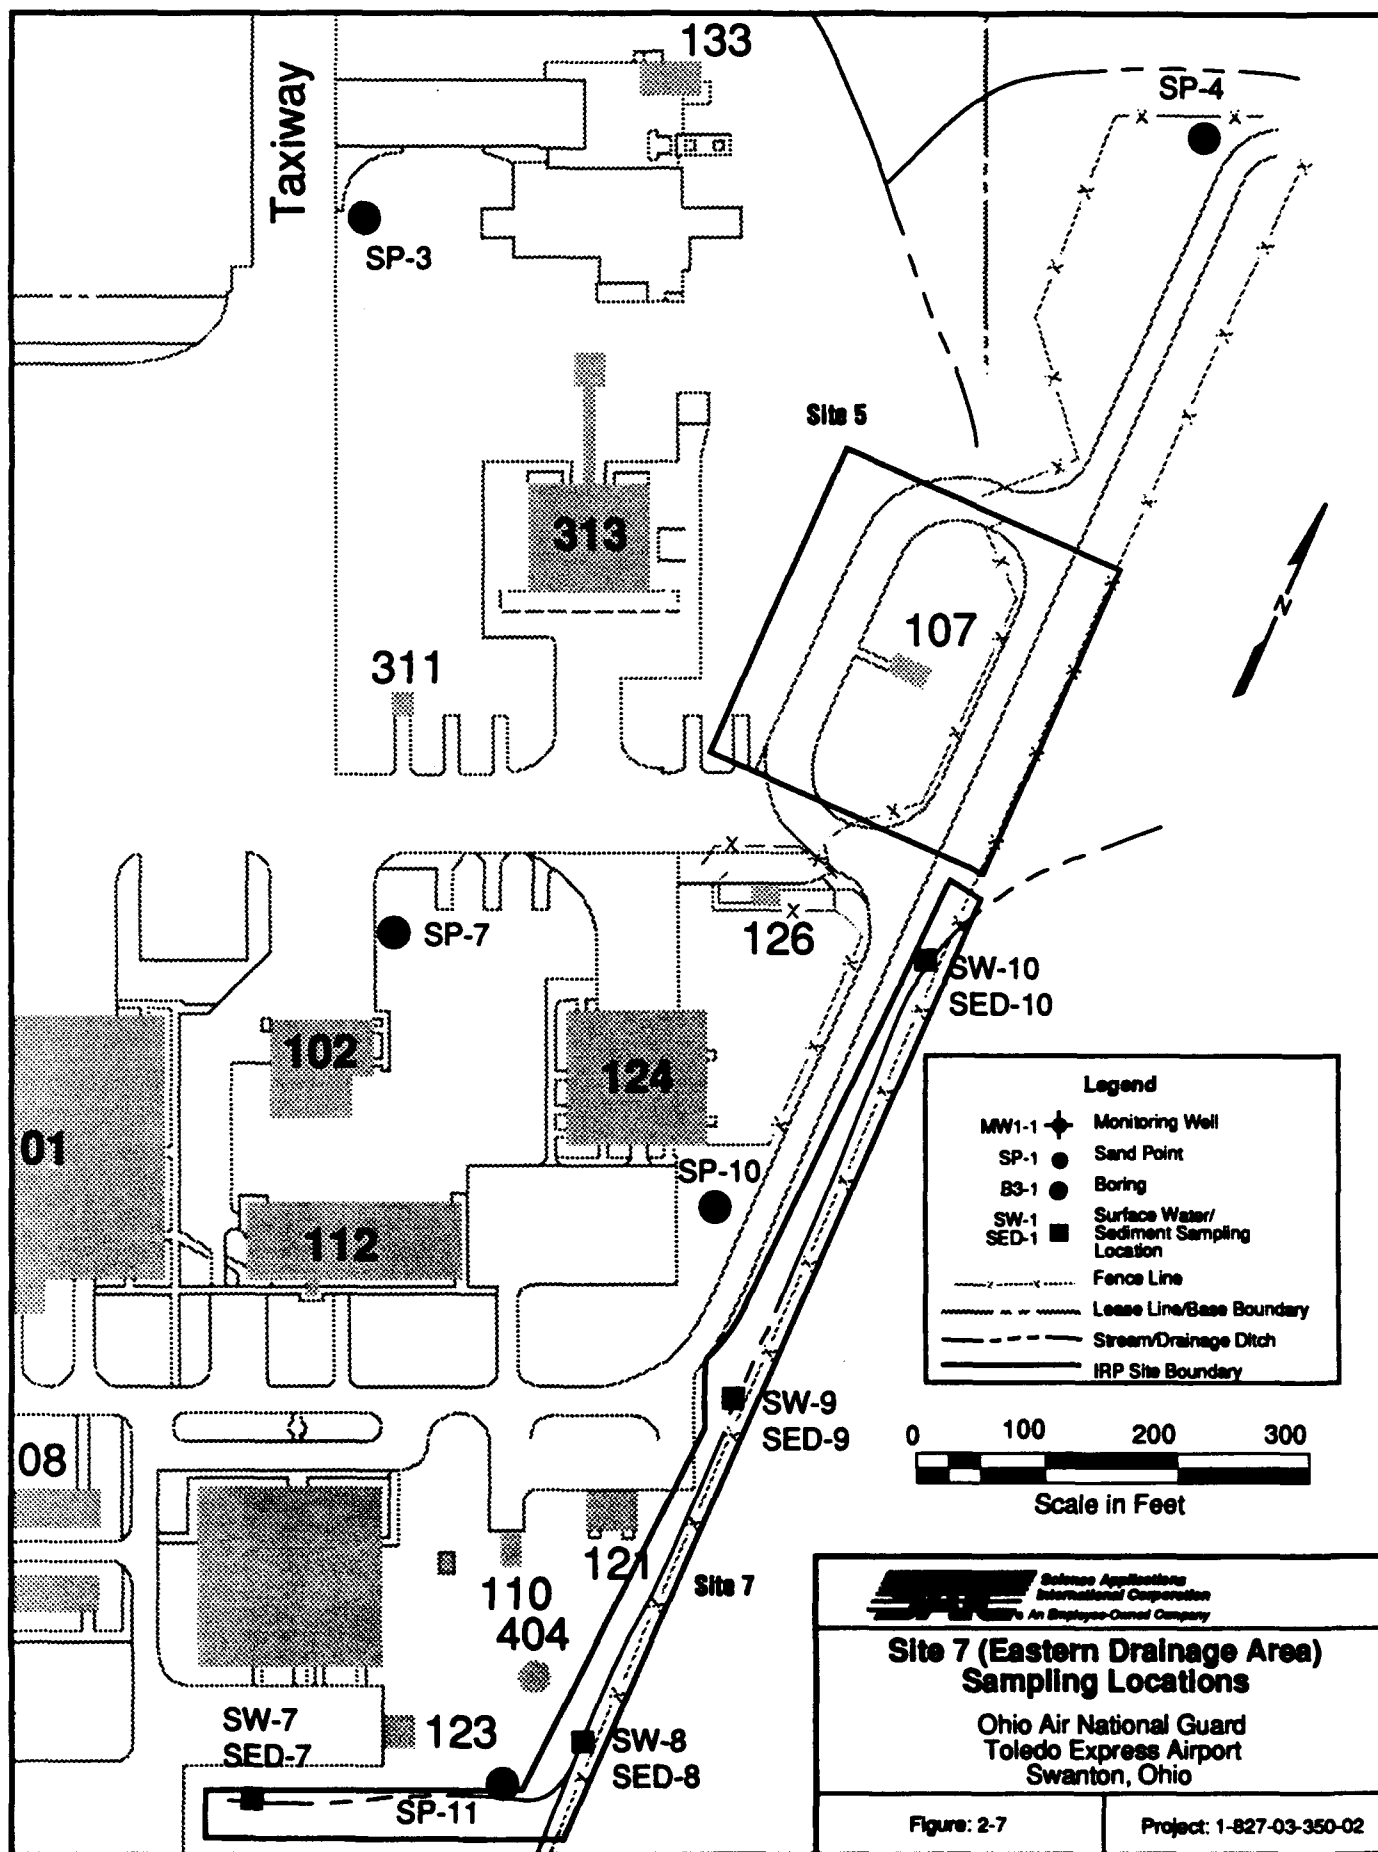 133
SP-4
Taxiway
SP-3
Site 5
313
107
N
311
SP-7
126
SW-10
SED-10
102
124
01
SP-10
112
Legend
MW1-1 Monitoring Well
SP-1 Sand Point
B3-1 Boring
SW-1
SED-1
Surface Water/
Sediment Sampling
Location
Fence Line
Lease Line/Base Boundary
Stream/Drainage Ditch
IRP Site Boundary
SW-9
SED-9
0 100 200 300
Scale in Feet
08
121
110
Site 7
404
Science Applications
International Corporation
An Employee-Owned Company
Site 7 (Eastern Drainage Area)
Sampling Locations
Ohio Air National Guard
Toledo Express Airport
Swanton, Ohio
SW-7
SED-7
123
SW-8
SED-8
SP-11
Figure: 2-7
Project: 1-827-03-350-02